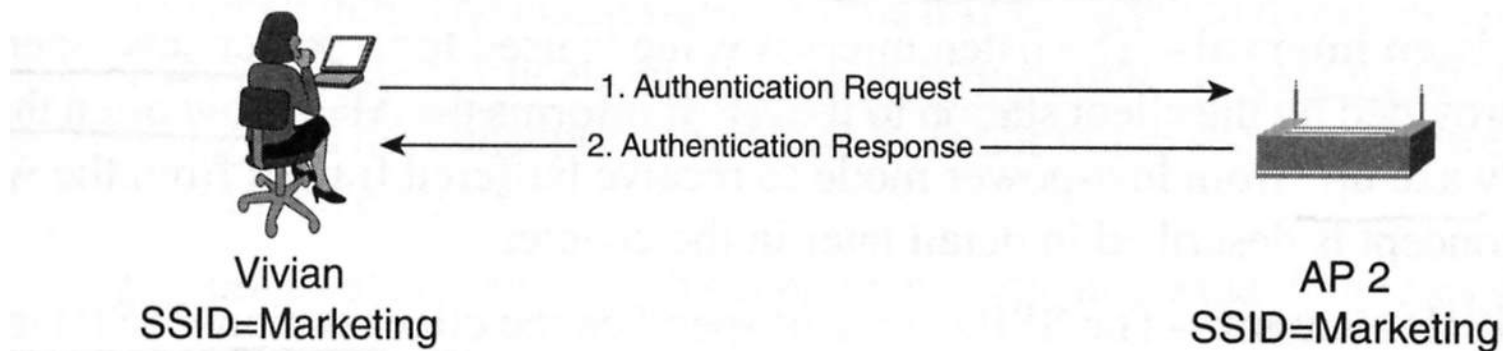 1. Authentication Request
2. Authentication Response
Vivian
SSID=Marketing
AP 2
SSID=Marketing